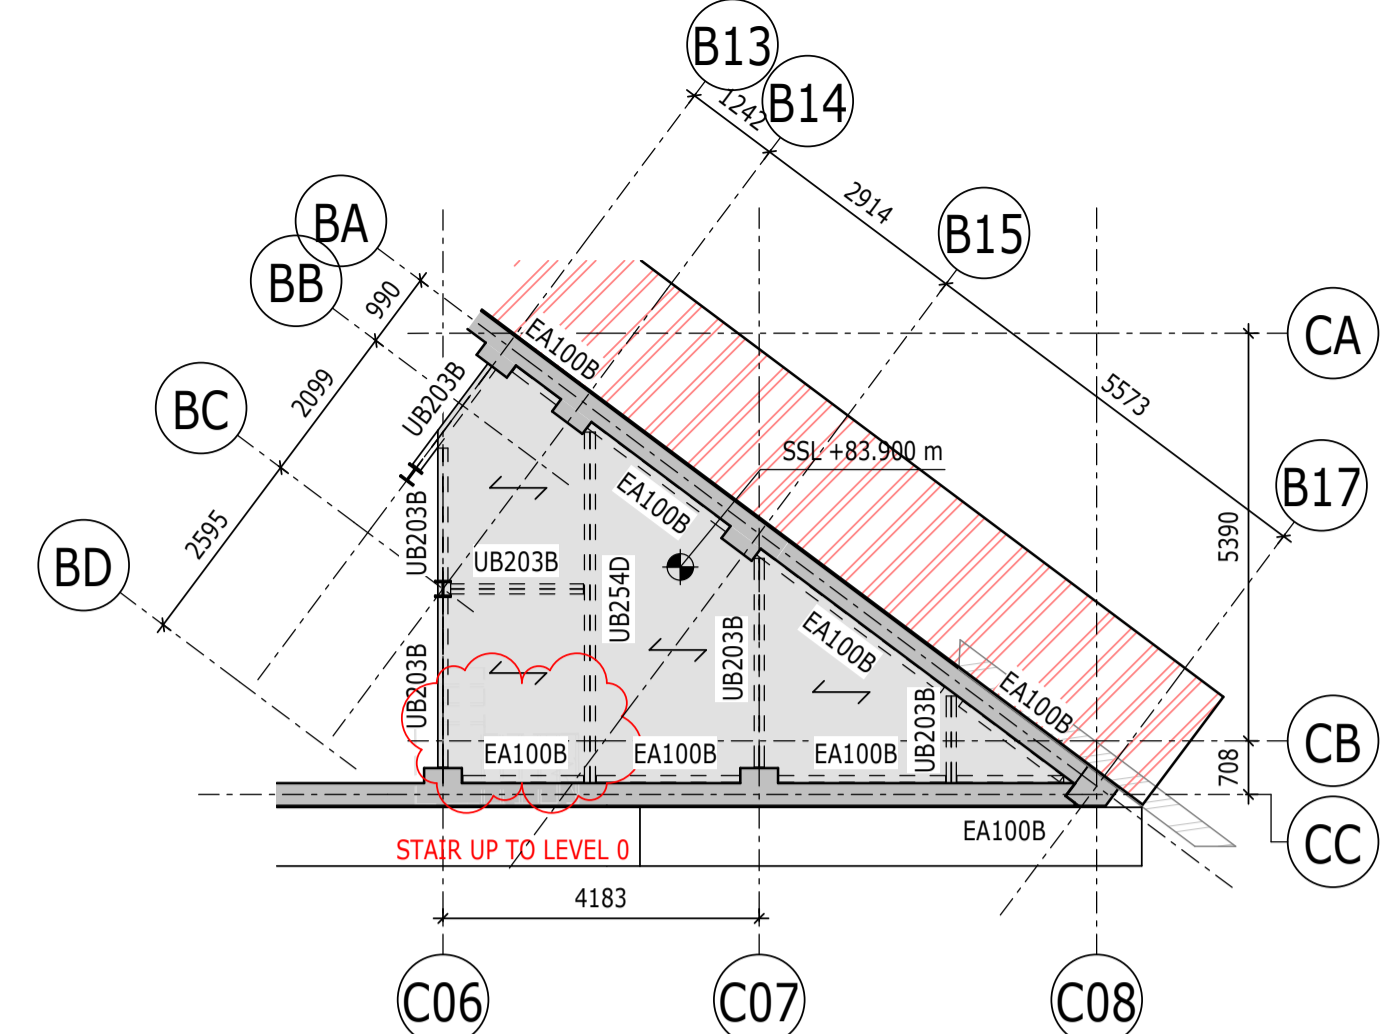 B13
B14
1242
2914
B15
BA
BB
990
BC
2099
CA
EA100B
UB203B
5573
SSL +83.900 m
B17
EA100B
UB203B
2595
5390
BD
UB203B
UB254D
UB203B
EA100B
UB203B
UB203B
EA100B
CB
EA100B
EA100B
EA100B
708
EA100B
CC
STAIR UP TO LEVEL 0
4183
C06
C07
C08